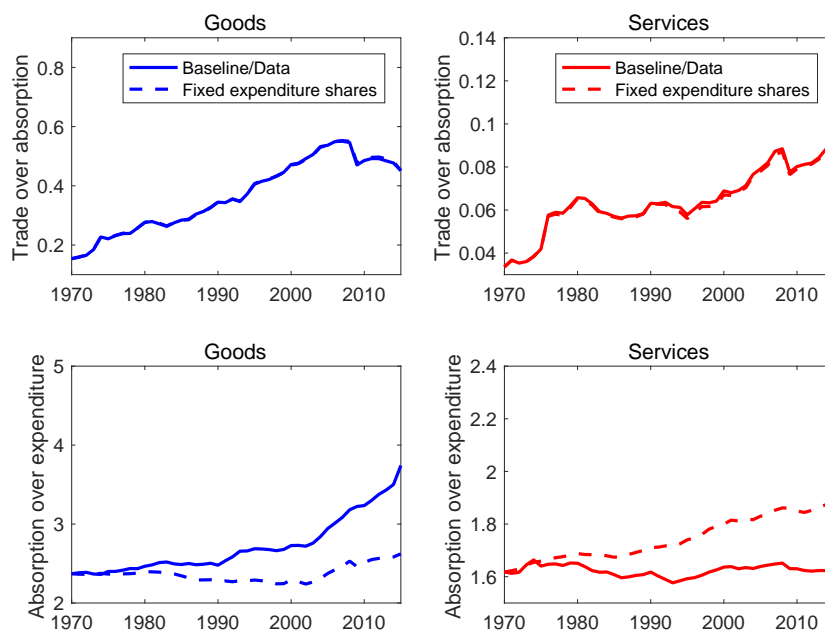 Goods
Trade over absorption
0.8
0.6
0.4
0.2
Baseline/Data
Fixed expenditure shares
1970 1980 1990 2000 2010
Services
Trade over absorption
0.14
0.12
0.1
0.08
0.06
0.04
Baseline/Data
Fixed expenditure shares
1970 1980 1990 2000 2010
Goods
Absorption over expenditure
5
4
3
2
1970 1980 1990 2000 2010
Services
Absorption over expenditure
2.4
2.2
2
1.8
1.6
1970 1980 1990 2000 2010